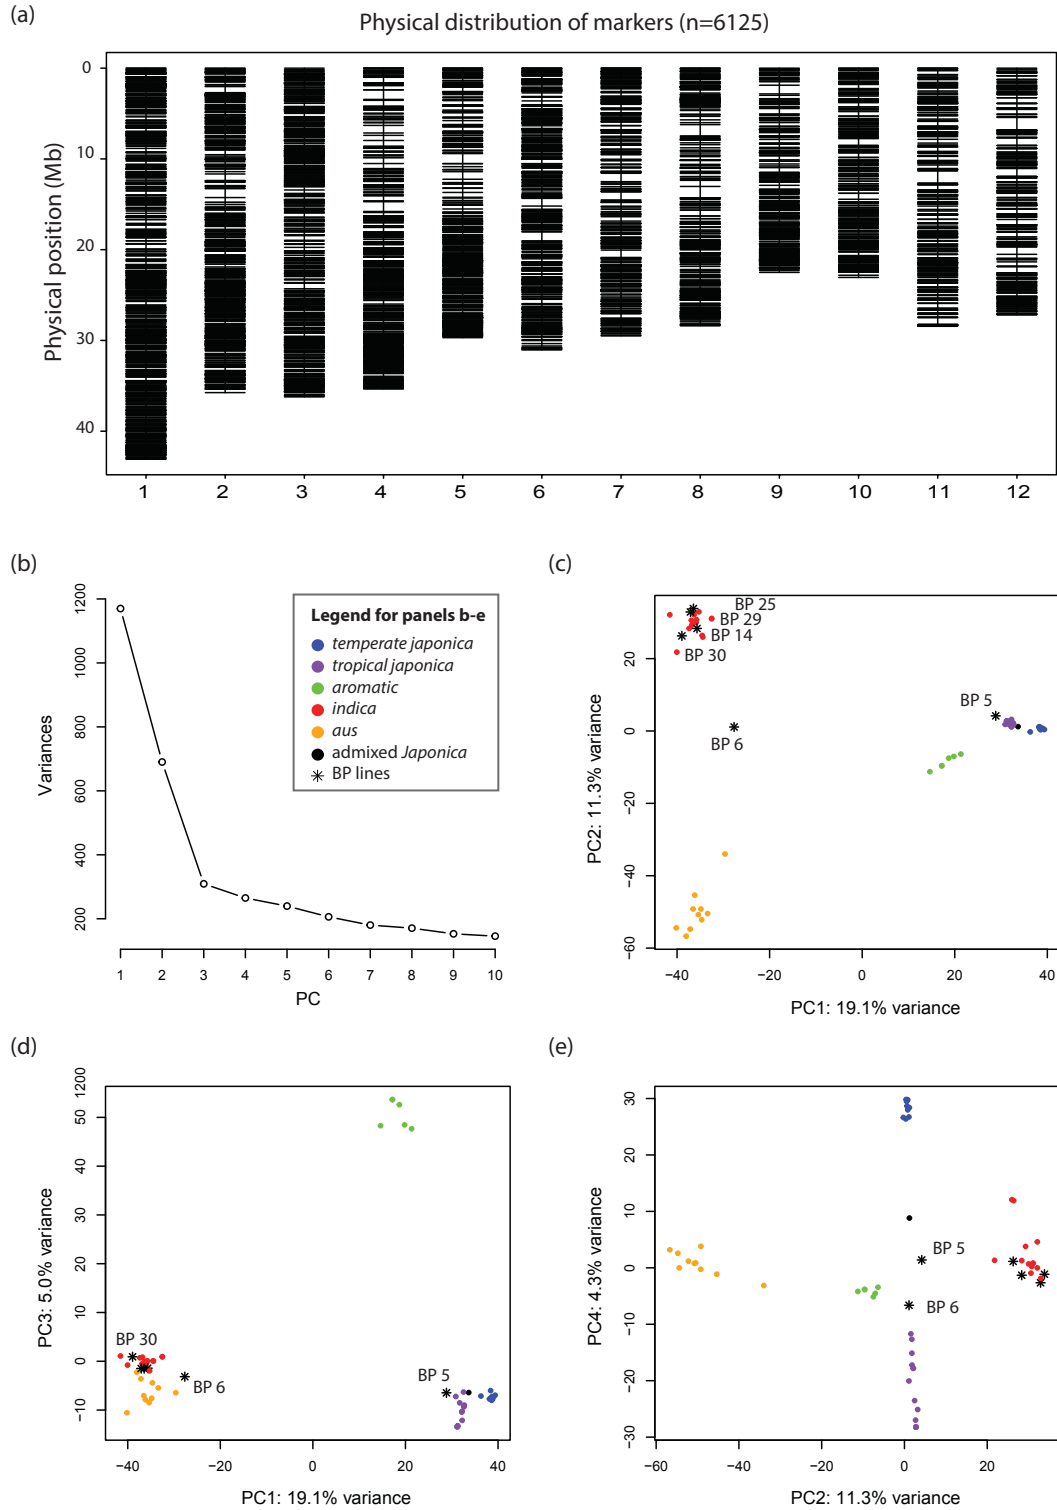 (a)
Physical distribution of markers (n=6125)
Physical position (Mb)
0
10
20
30
40
1 2 3 4 5 6 7 8 9 10 11 12
(b)
Variances
1200
1000
800
600
400
200
1 2 3 4 5 6 7 8 9 10
PC
Legend for panels b-e
temperate japonica
tropical japonica
aromatic
indica
aus
admixed Japonica
BP lines
(c)
PC2: 11.3% variance
20
0
−20
−40
−60
BP 25
BP 29
BP 14
BP 30
BP 6
BP 5
−40 −20 0 20 40
PC1: 19.1% variance
(d)
PC3: 5.0% variance
1200
50
40
30
20
10
0
−10
BP 30
BP 6
BP 5
−40 −20 0 20 40
PC1: 19.1% variance
(e)
PC4: 4.3% variance
30
20
10
0
−10
−20
−30
BP 5
BP 6
−60 −40 −20 0 20
PC2: 11.3% variance